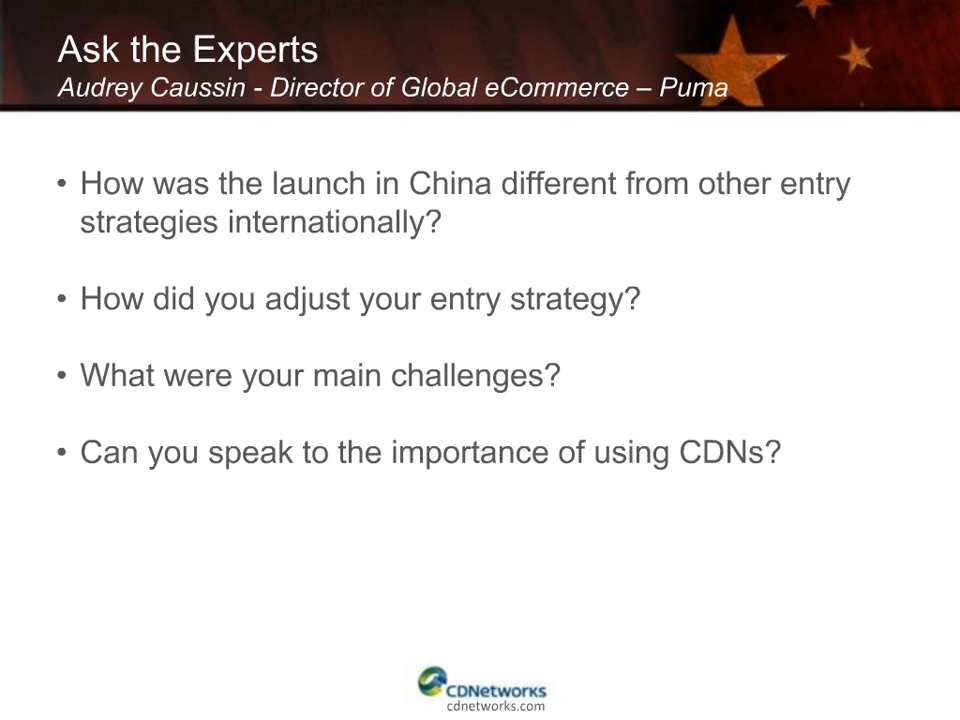 Ask the Experts
Audrey Caussin - Director of Global eCommerce – Puma
• How was the launch in China different from other entry
strategies internationally?
• How did you adjust your entry strategy?
• What were your main challenges?
• Can you speak to the importance of using CDNs?
CDNetworks
cdnetworks.com